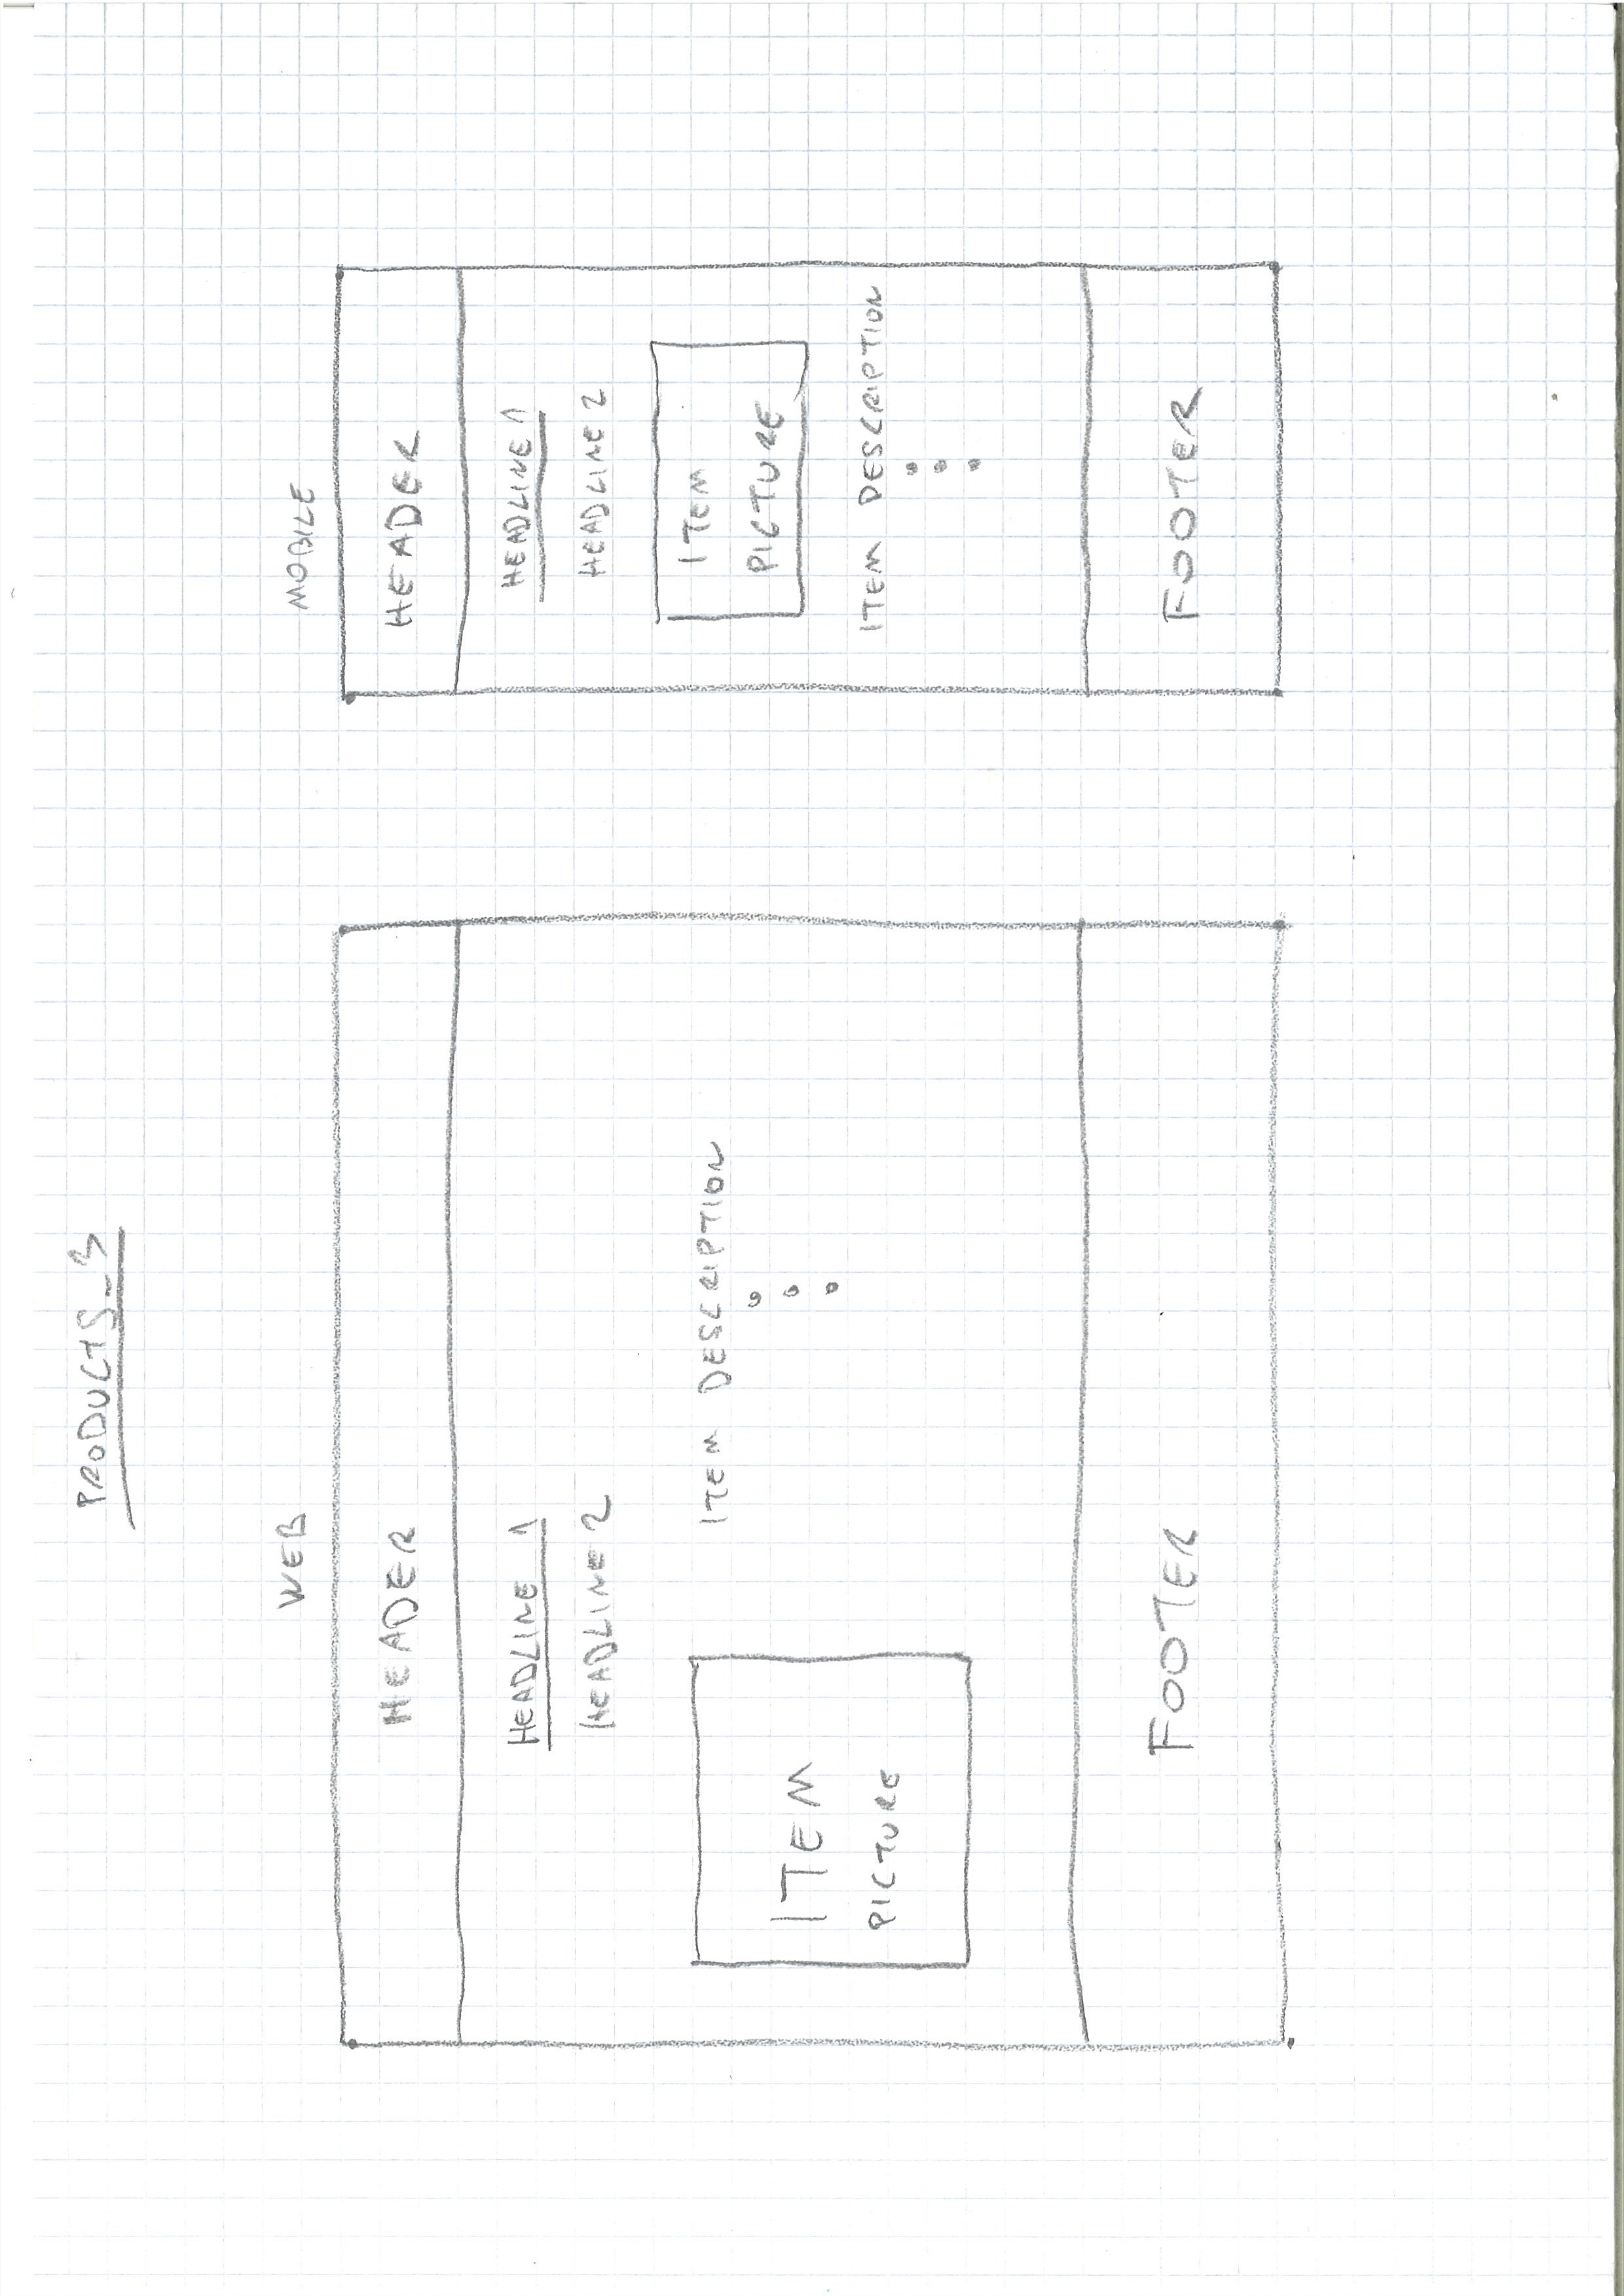 PRODUCTS_3
WEB
HEADER
HEADLINE 1
HEADLINE 2
ITEM
PICTURE
ITEM DESCRIPTION
FOOTER
MOBILE
HEADER
HEADLINE 1
HEADLINE 2
ITEM
PICTURE
ITEM DESCRIPTION
FOOTER